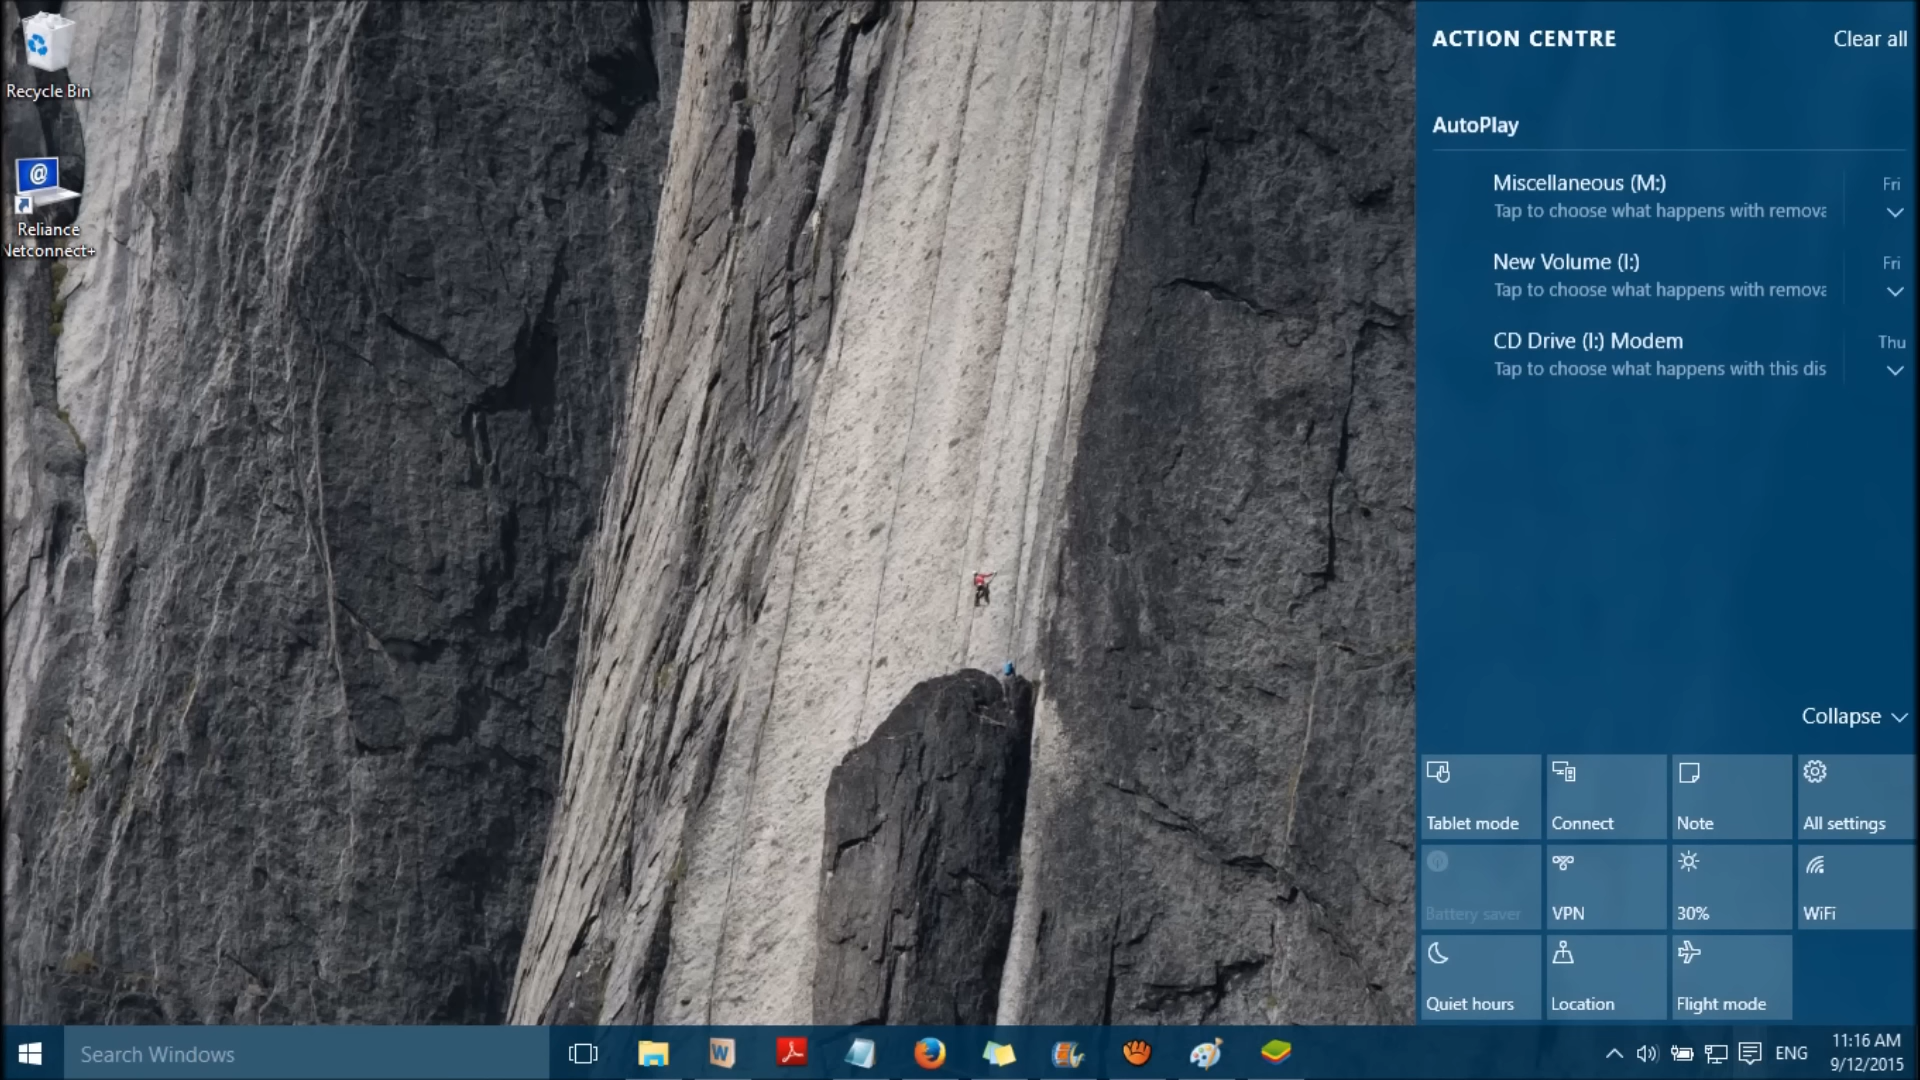 Recycle Bin
Reliance
Netconnect+
ACTION CENTRE
Clear all
AutoPlay
Miscellaneous (M:)
Fri
Tap to choose what happens with remova
New Volume (I:)
Fri
Tap to choose what happens with remova
CD Drive (I:) Modem
Thu
Tap to choose what happens with this dis
Collapse
Tablet mode
Connect
Note
All settings
Battery saver
VPN
30%
WiFi
Quiet hours
Location
Flight mode
Search Windows
ENG
11:16 AM
9/12/2015